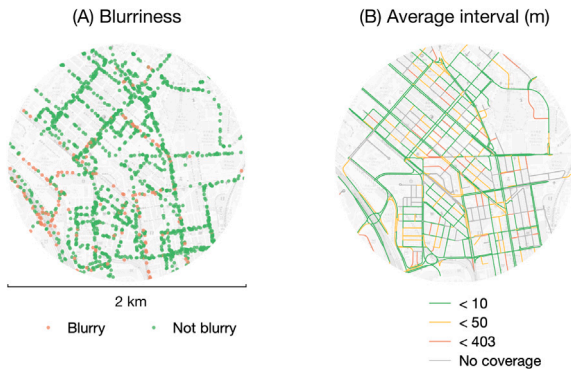 (A) Blurriness
(B) Average interval (m)
2 km
Blurry
Not blurry
< 10
< 50
< 403
No coverage